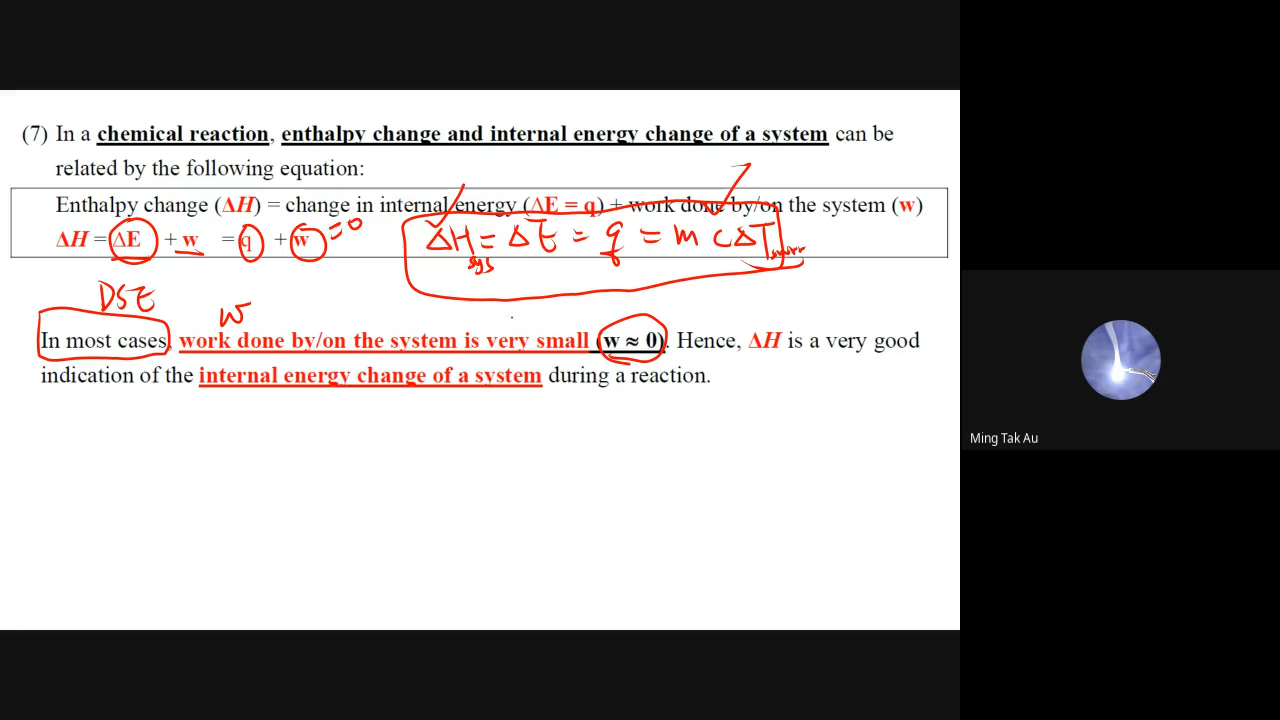 (7) In a chemical reaction, enthalpy change and internal energy change of a system can be
related by the following equation:
Enthalpy change (ΔH) = change in internal energy (ΔE = q) + work done by/on the system (w)
ΔH = ΔE + w = q + w = 0
ΔH sys = ΔE = q = m c ΔT surr
DSE
w
In most cases, work done by/on the system is very small (w ≈ 0). Hence, ΔH is a very good
indication of the internal energy change of a system during a reaction.
Ming Tak Au